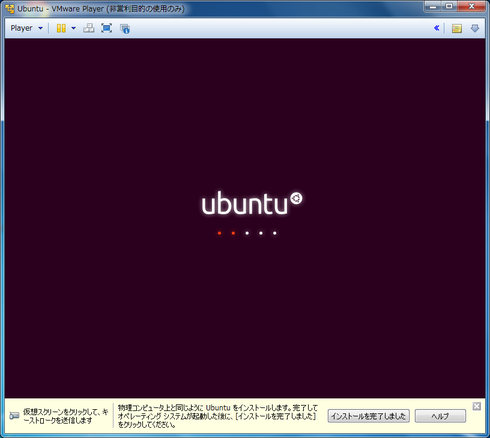 Ubuntu - VMware Player (非営利目的の使用のみ)
Player
ubuntu
仮想スクリーンをクリックして、キ
ーストロークを送信します
物理コンピュータ上と同じように Ubuntu をインストールします。完了して
オペレーティング システムが起動した後に、[インストールを完了しました]
をクリックしてください。
インストールを完了しました
ヘルプ